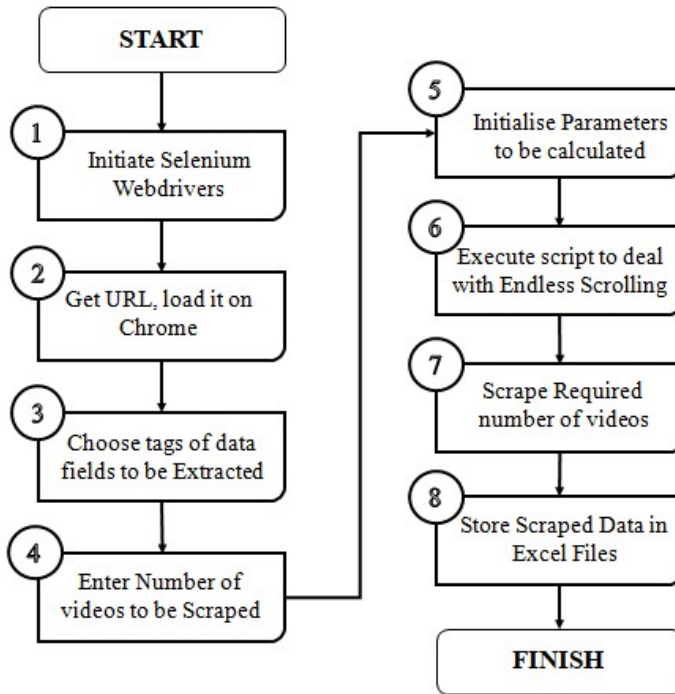 START
1
Initiate Selenium
Webdrivers
2
Get URL, load it on
Chrome
3
Choose tags of data
fields to be Extracted
4
Enter Number of
videos to be Scraped
5
Initialise Parameters
to be calculated
6
Execute script to deal
with Endless Scrolling
7
Scrape Required
number of videos
8
Store Scraped Data in
Excel Files
FINISH